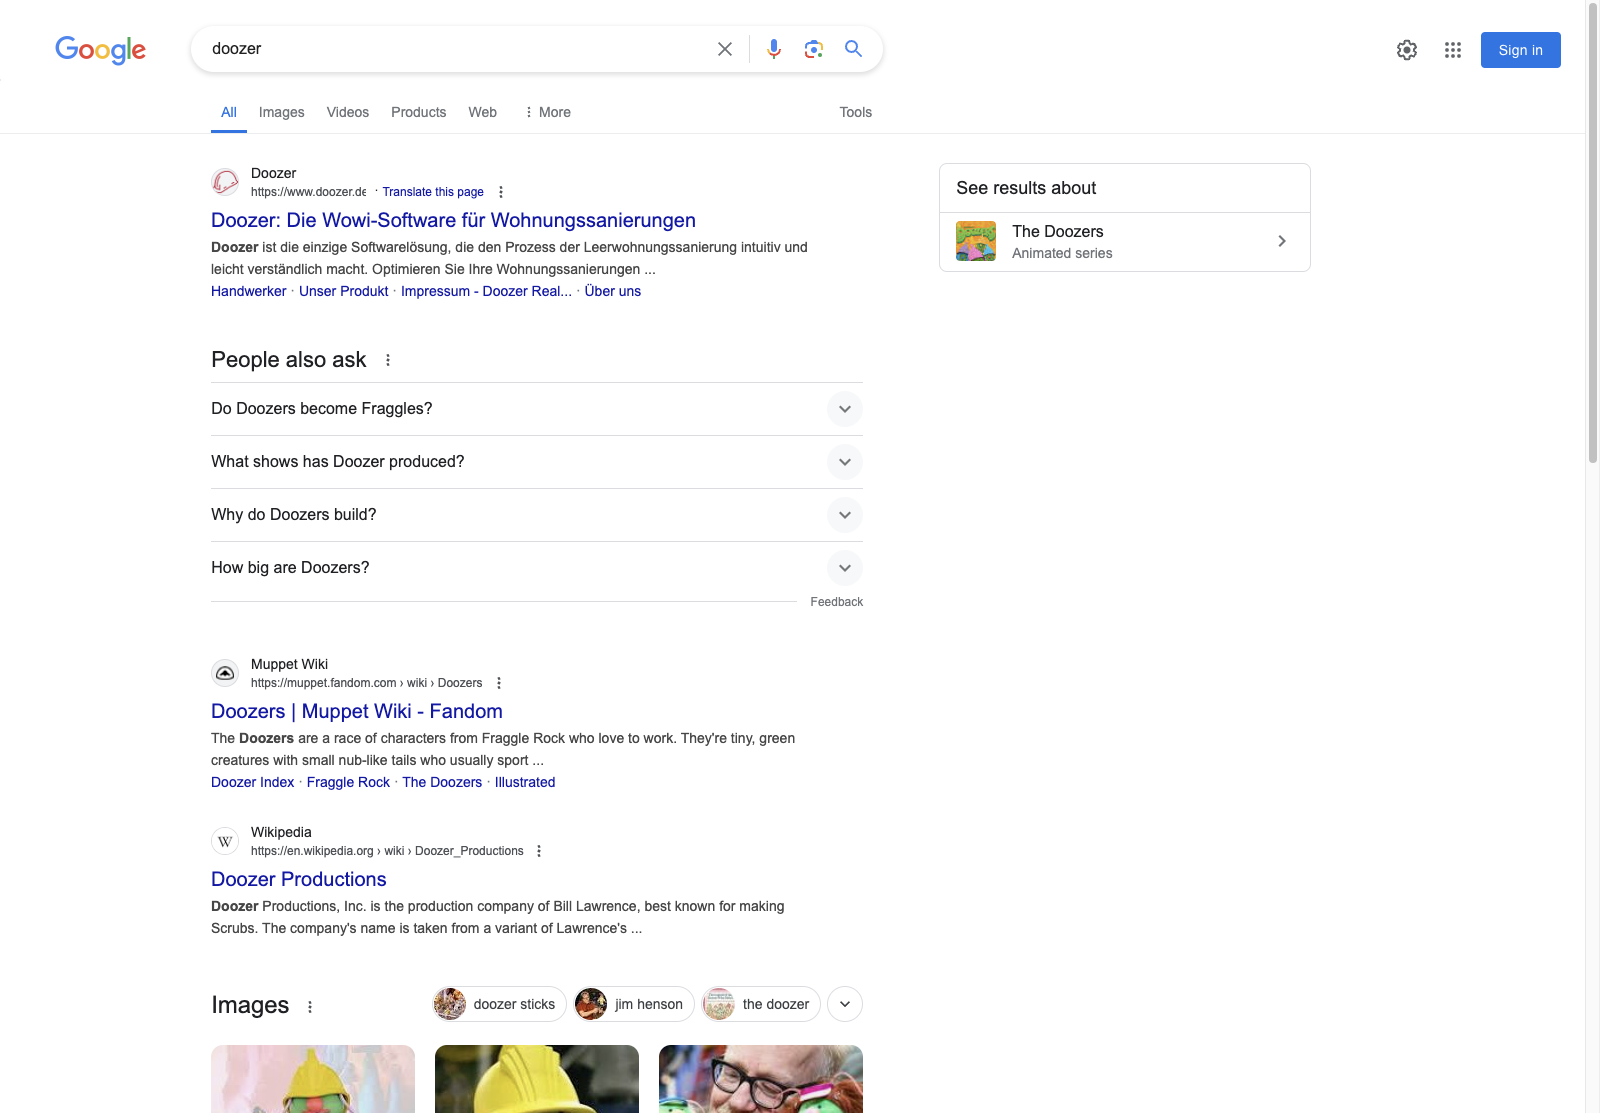 Google
doozer
Sign in
All Images Videos Products Web More Tools
Doozer
https://www.doozer.de · Translate this page
Doozer: Die Wowi-Software für Wohnungssanierungen
Doozer ist die einzige Softwarelösung, die den Prozess der Leerwohnungssanierung intuitiv und
leicht verständlich macht. Optimieren Sie Ihre Wohnungssanierungen ...
Handwerker · Unser Produkt · Impressum - Doozer Real... · Über uns
See results about
The Doozers
Animated series
People also ask
Do Doozers become Fraggles?
What shows has Doozer produced?
Why do Doozers build?
How big are Doozers?
Feedback
Muppet Wiki
https://muppet.fandom.com › wiki › Doozers
Doozers | Muppet Wiki - Fandom
The Doozers are a race of characters from Fraggle Rock who love to work. They're tiny, green
creatures with small nub-like tails who usually sport ...
Doozer Index · Fraggle Rock · The Doozers · Illustrated
W
Wikipedia
https://en.wikipedia.org › wiki › Doozer_Productions
Doozer Productions
Doozer Productions, Inc. is the production company of Bill Lawrence, best known for making
Scrubs. The company's name is taken from a variant of Lawrence's ...
Images
doozer sticks
jim henson
the doozer